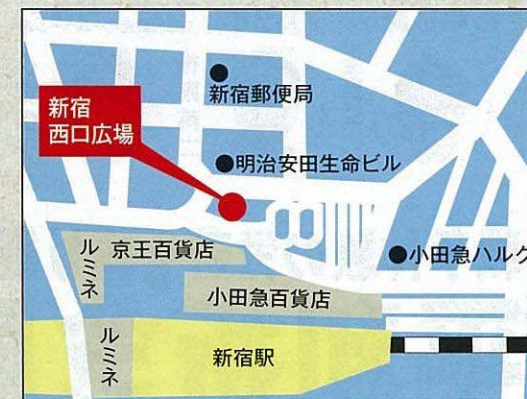 新宿郵便局
新宿
西口広場
明治安田生命ビル
小田急ハルク
ルミネ
京王百貨店
小田急百貨店
ルミネ
新宿駅